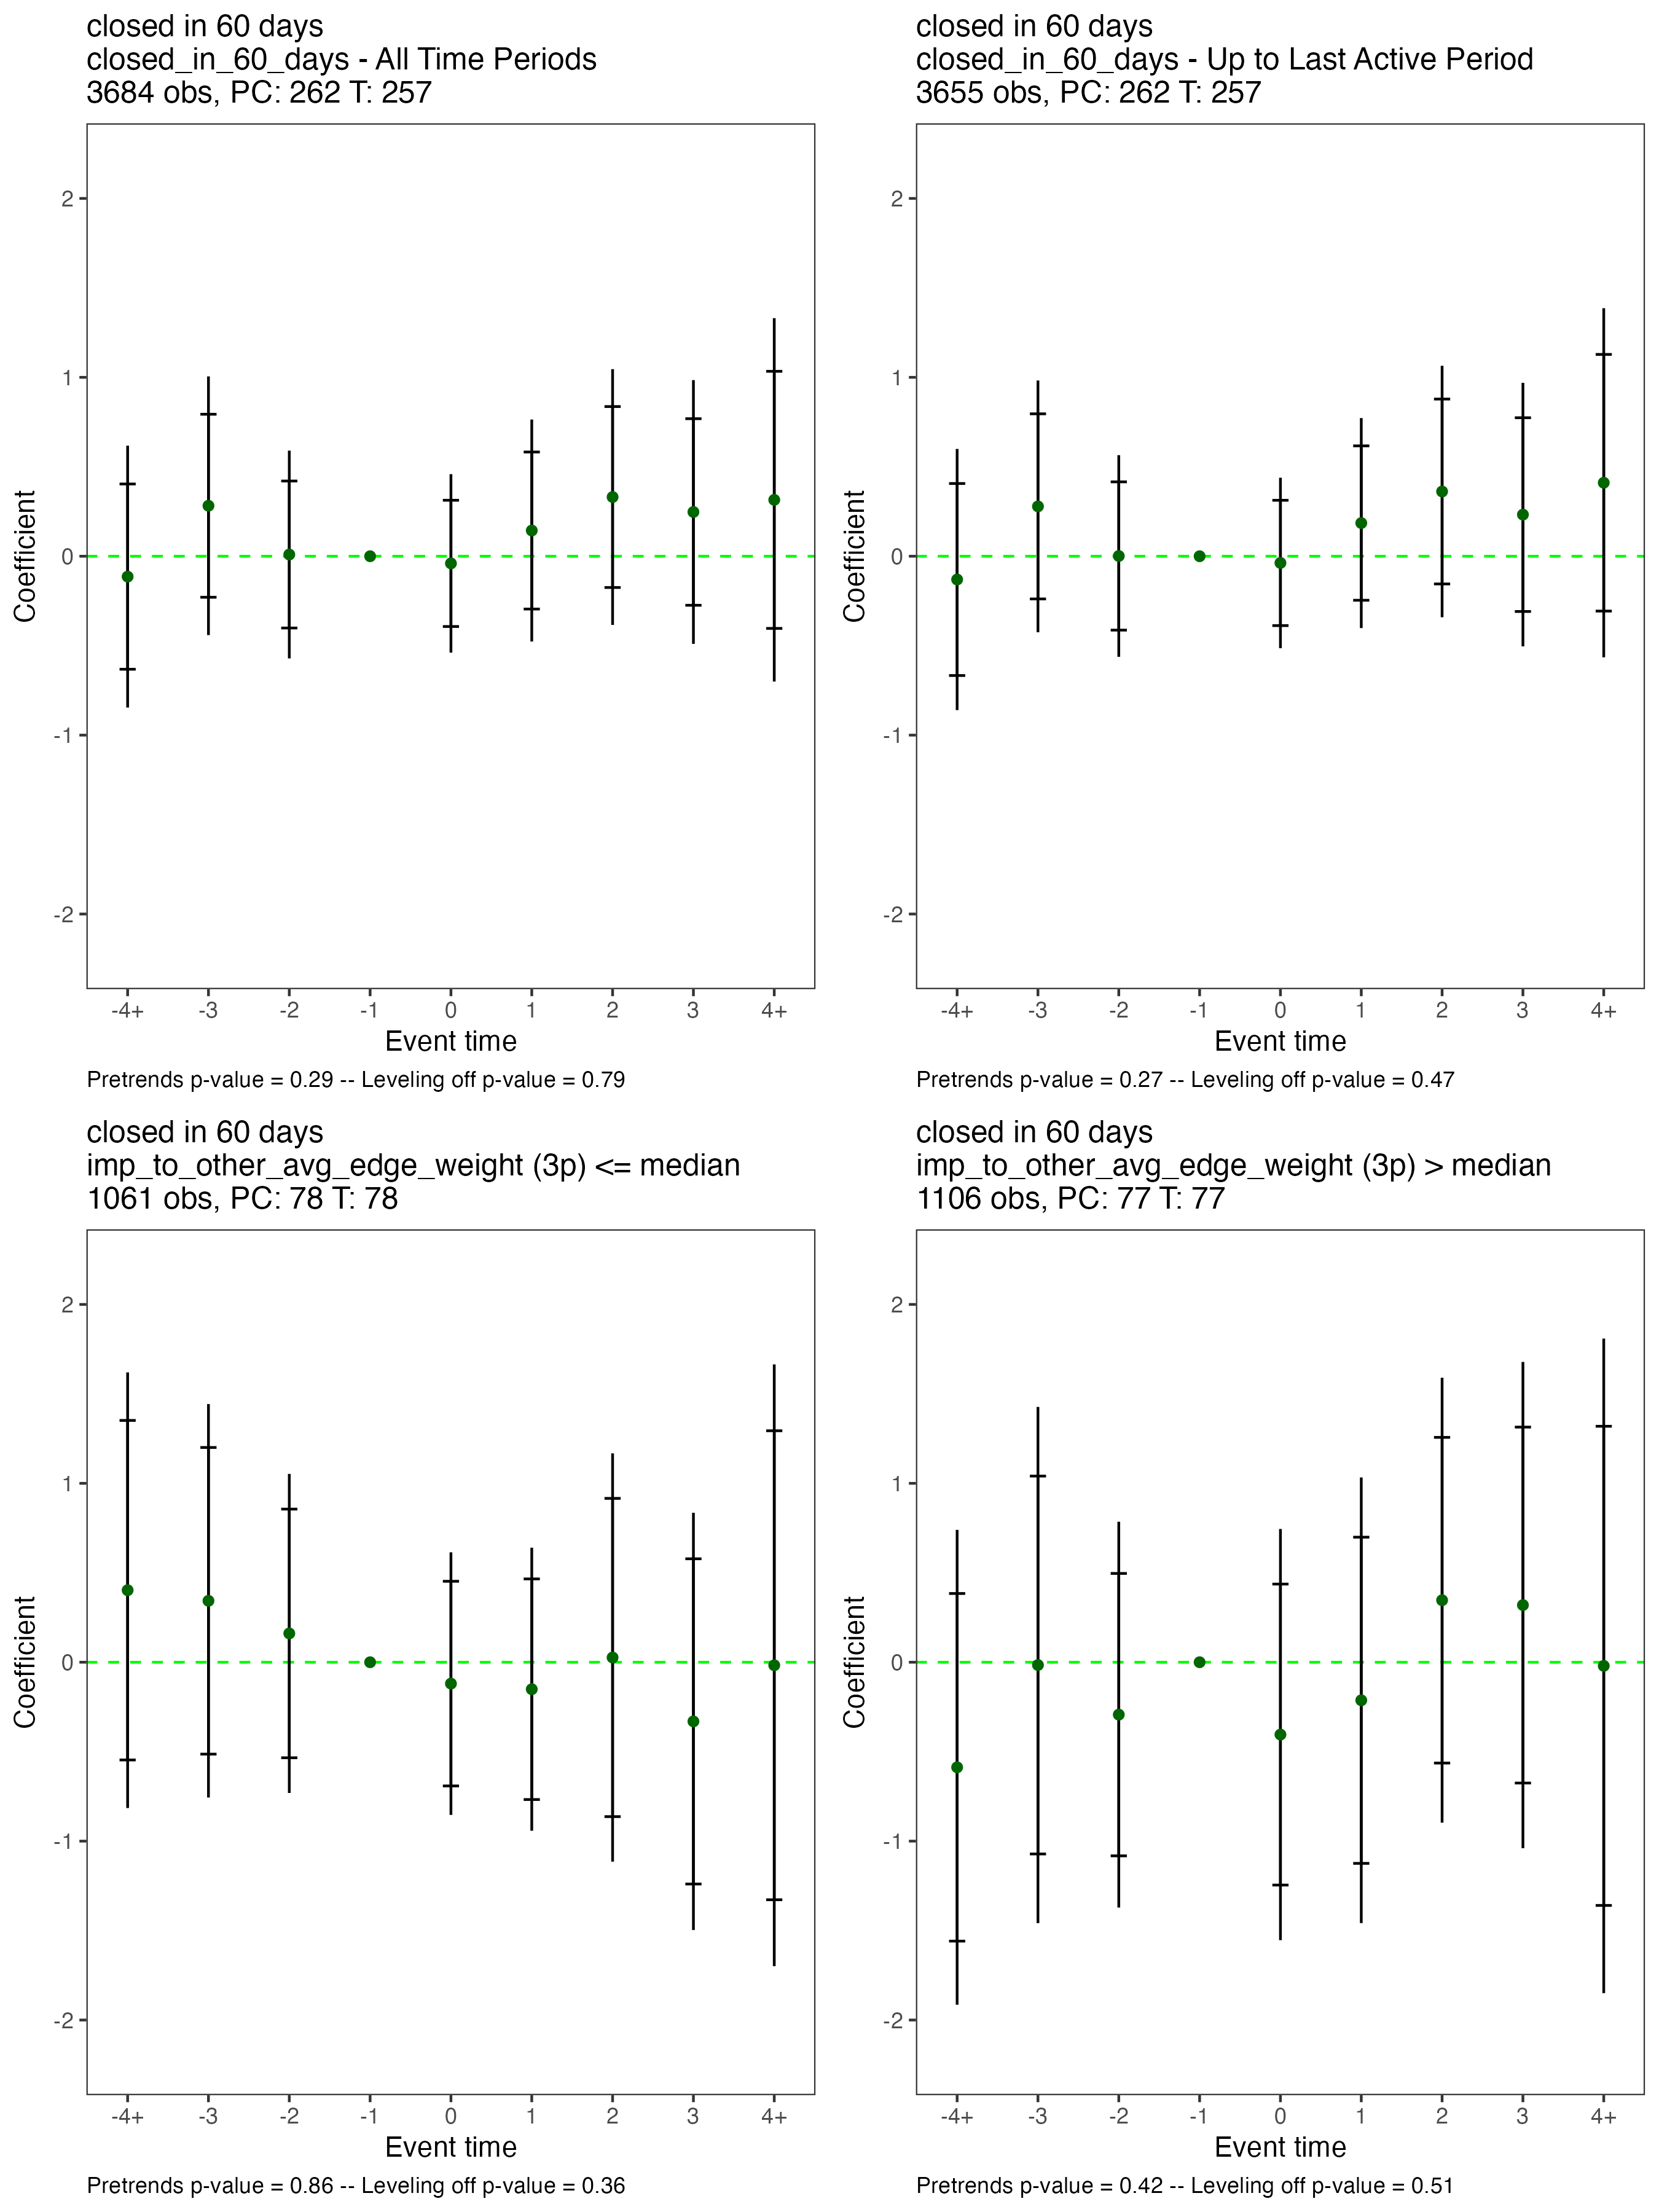 closed in 60 days
closed_in_60_days - All Time Periods
3684 obs, PC: 262 T: 257
2
1
0
-1
-2
Coefficient
-4+ -3 -2 -1 0 1 2 3 4+
Event time
Pretrends p-value = 0.29 -- Leveling off p-value = 0.79
closed in 60 days
closed_in_60_days - Up to Last Active Period
3655 obs, PC: 262 T: 257
2
1
0
-1
-2
Coefficient
-4+ -3 -2 -1 0 1 2 3 4+
Event time
Pretrends p-value = 0.27 -- Leveling off p-value = 0.47
closed in 60 days
imp_to_other_avg_edge_weight (3p) <= median
1061 obs, PC: 78 T: 78
2
1
0
-1
-2
Coefficient
-4+ -3 -2 -1 0 1 2 3 4+
Event time
Pretrends p-value = 0.86 -- Leveling off p-value = 0.36
closed in 60 days
imp_to_other_avg_edge_weight (3p) > median
1106 obs, PC: 77 T: 77
2
1
0
-1
-2
Coefficient
-4+ -3 -2 -1 0 1 2 3 4+
Event time
Pretrends p-value = 0.42 -- Leveling off p-value = 0.51